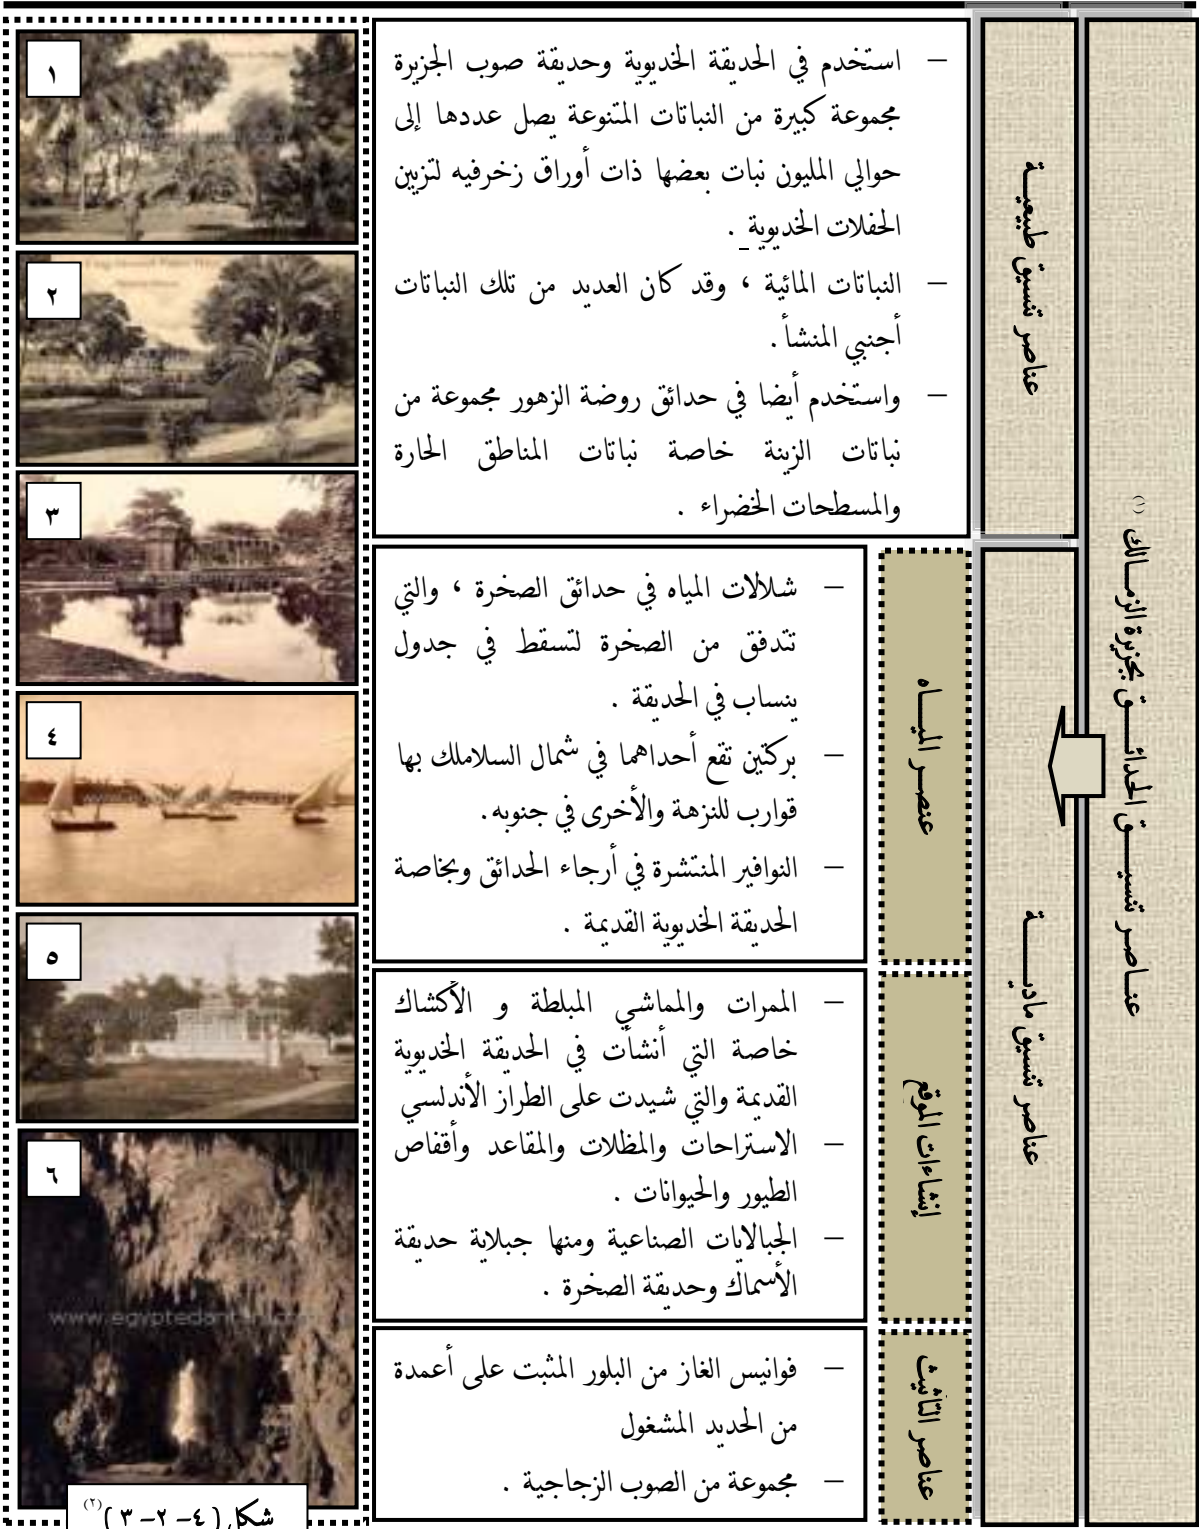 عناصر تنسيق الحدائق بجزيرة الزمالك (١)
عناصر تنسيق طبيعية
– استخدم في الحديقة الخديوية وحديقة صوب الجزيرة
مجموعة كبيرة من النباتات المتنوعة يصل عددها إلى
حوالي المليون نبات بعضها ذات أوراق زخرفيه لتزيين
الحفلات الخديوية .
– النباتات المائية ، وقد كان العديد من تلك النباتات
أجنبي المنشأ .
– واستخدم أيضا في حدائق روضة الزهور مجموعة من
نباتات الزينة خاصة نباتات المناطق الحارة
والمسطحات الخضراء .
عناصر تنسيق مادية
عنصر المياه
– شلالات المياه في حدائق الصخرة ، والتي
تتدفق من الصخرة لتسقط في جدول
ينساب في الحديقة .
– بركتين تقع أحداهما في شمال السلاملك بها
قوارب للنزهة والأخرى في جنوبه.
– النوافير المنتشرة في أرجاء الحدائق وبخاصة
الحديقة الخديوية القديمة .
إنشاءات الموقع
– الممرات والمماشي المبلطة و الأكشاك
خاصة التي أنشأت في الحديقة الخديوية
القديمة والتي شيدت على الطراز الأندلسي
– الاستراحات والمظلات والمقاعد وأقفاص
الطيور والحيوانات .
– الجبالايات الصناعية ومنها جبلاية حديقة
الأسماك وحديقة الصخرة .
عناصر التأثيث
– فوانيس الغاز من البلور المثبت على أعمدة
من الحديد المشغول
– مجموعة من الصوب الزجاجية .
١
٢
٣
٤
٥
٦
شكل ( ٤- ٢- ٣ )(٢)